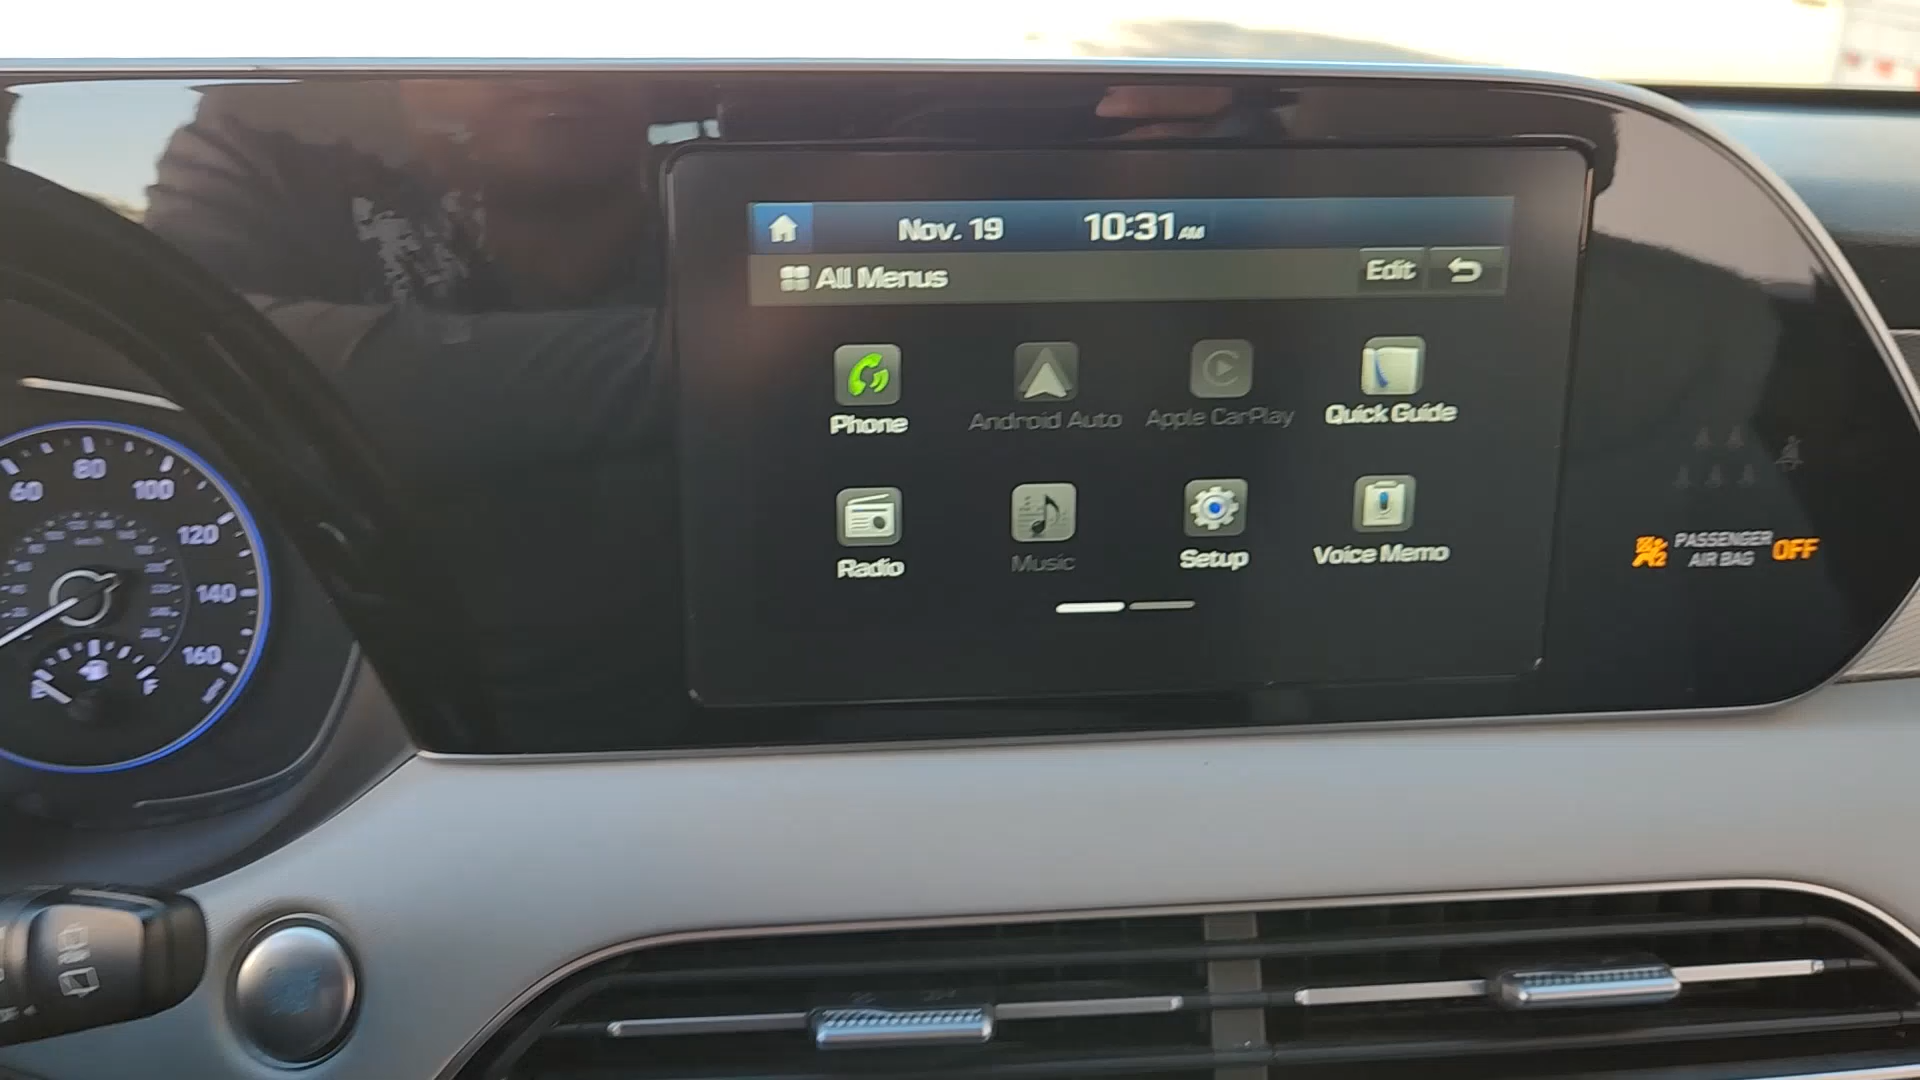 Nov. 19 10:31 AM
All Menus Edit
Phone Android Auto Apple CarPlay Quick Guide
Radio Music Setup Voice Memo
PASSENGER
AIR BAG OFF
60 80 100
120
140
160
F